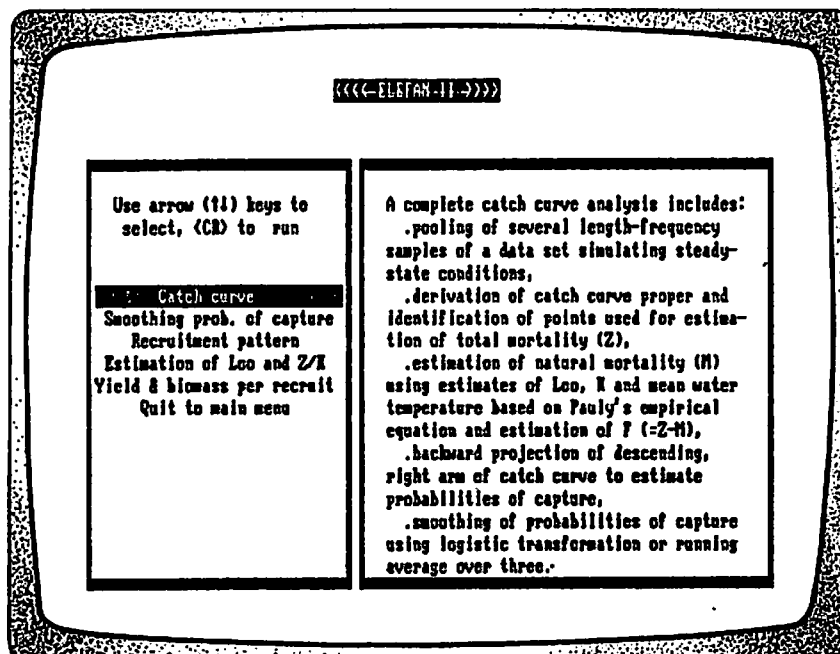 <<<<-ELEFAN-II->>>>
Use arrow (↑↓) keys to
select, <CR> to run
Catch curve
Smoothing prob. of capture
Recruitment pattern
Estimation of Loo and Z/K
Yield & biomass per recruit
Quit to main menu
A complete catch curve analysis includes:
.pooling of several length-frequency
samples of a data set simulating steady-
state conditions,
.derivation of catch curve proper and
identification of points used for estima-
tion of total mortality (Z),
.estimation of natural mortality (M)
using estimates of Loo, K and mean water
temperature based on Pauly's empirical
equation and estimation of F (=Z-M),
.backward projection of descending,
right arm of catch curve to estimate
probabilities of capture,
.smoothing of probabilities of capture
using logistic transformation or running
average over three.